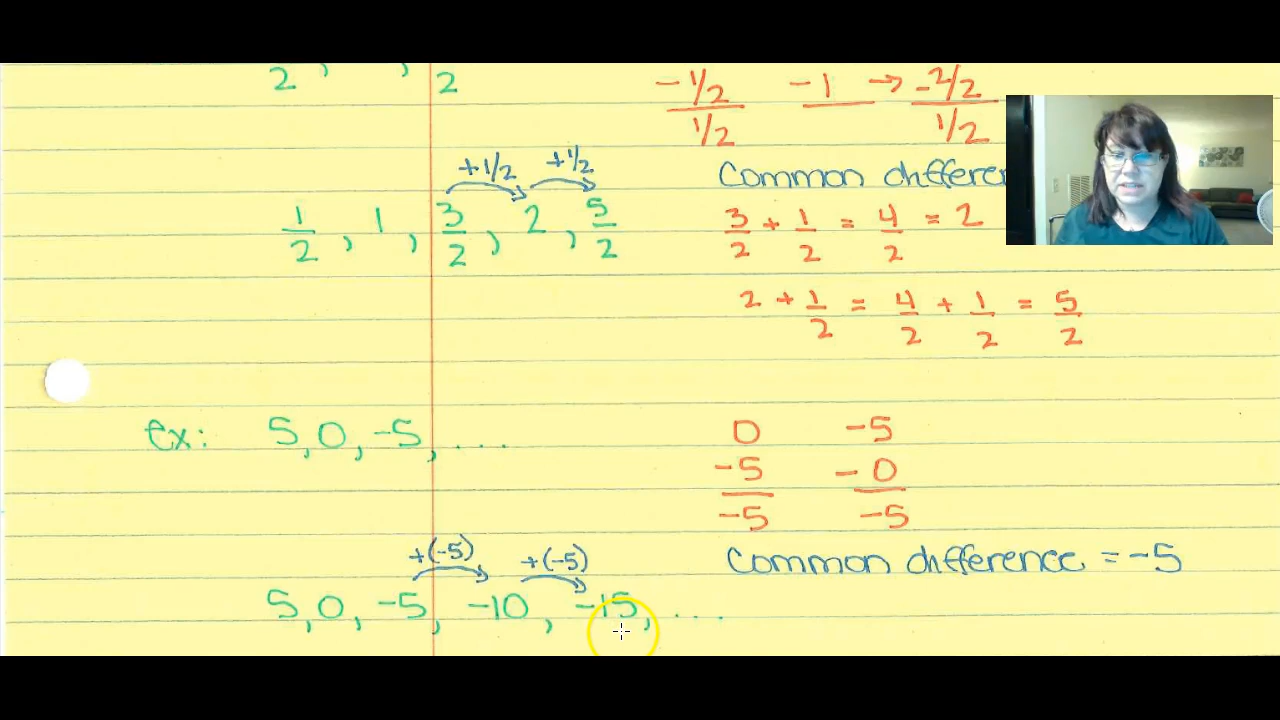 2 , , 2
-1/2 -1 → -2/2
1/2 1/2
+1/2 +1/2
Common differen
1/2, 1, 3/2, 2, 5/2
3/2 + 1/2 = 4/2 = 2
2 + 1/2 = 4/2 + 1/2 = 5/2
ex: 5, 0, -5, ...
0 -5
-5 -0
-5 -5
+(-5) +(-5)
Common difference = -5
5, 0, -5, -10, -15, ...